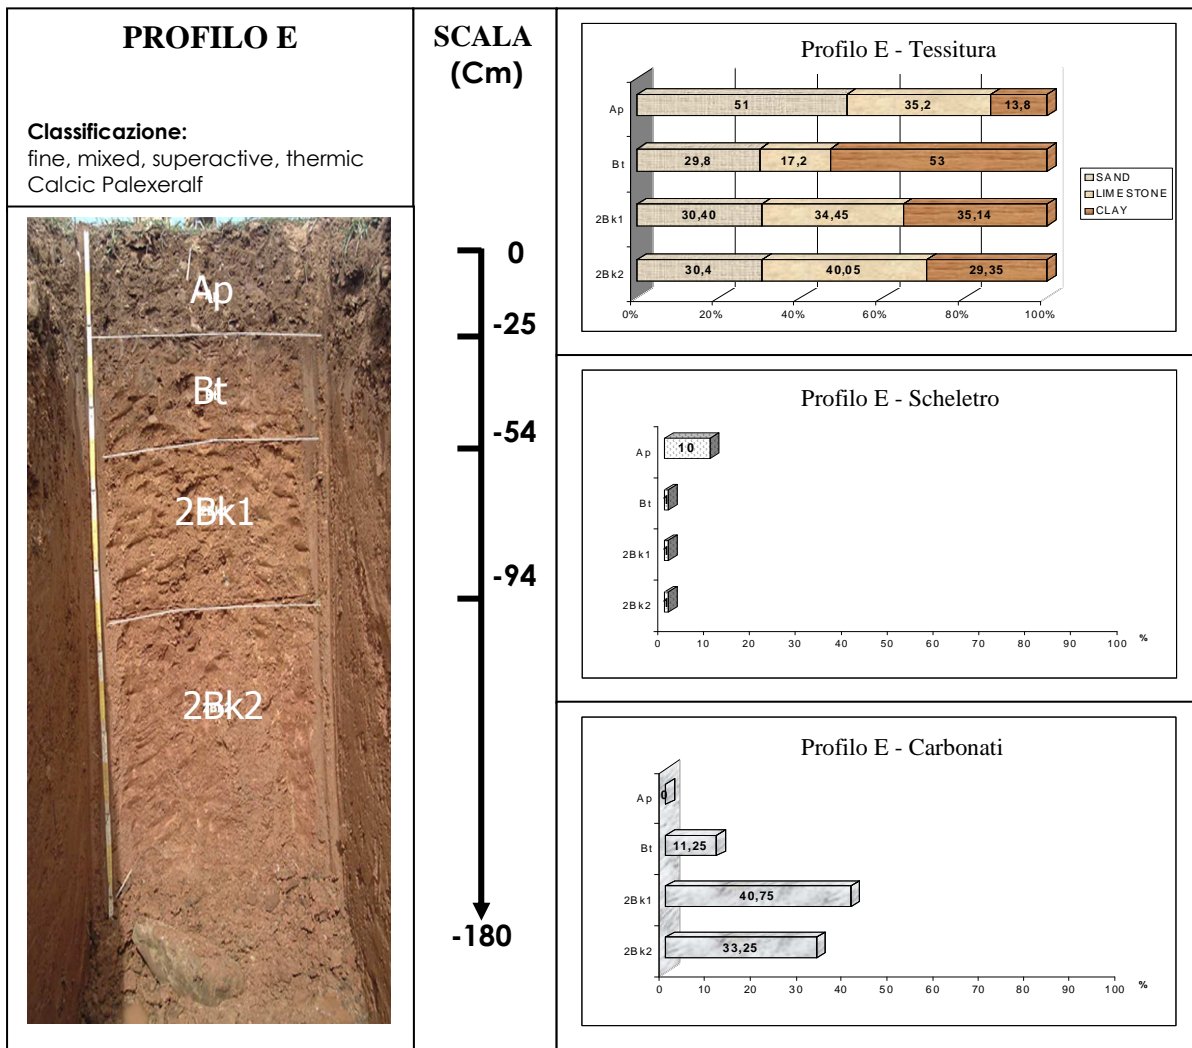 PROFILO E
Classificazione:
fine, mixed, superactive, thermic
Calcic Palexeralf
Ap
Bt
2Bk1
2Bk2
SCALA
(Cm)
0
-25
-54
-94
-180
Profilo E - Tessitura
Ap 51 35,2 13,8
Bt 29,8 17,2 53
2Bk1 30,40 34,45 35,14
2Bk2 30,4 40,05 29,35
0% 20% 40% 60% 80% 100%
SAND
LIMESTONE
CLAY
Profilo E - Scheletro
Ap 10
Bt 1
2Bk1 1
2Bk2 1
0 10 20 30 40 50 60 70 80 90 100 %
Profilo E - Carbonati
Ap 0
Bt 11,25
2Bk1 40,75
2Bk2 33,25
0 10 20 30 40 50 60 70 80 90 100 %